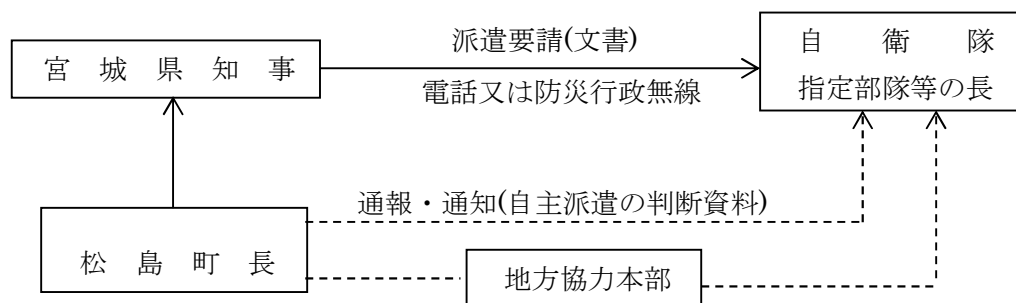 宮城県知事
派遣要請(文書)
電話又は防災行政無線
自衛隊
指定部隊等の長
通報・通知(自主派遣の判断資料)
松島町長
地方協力本部